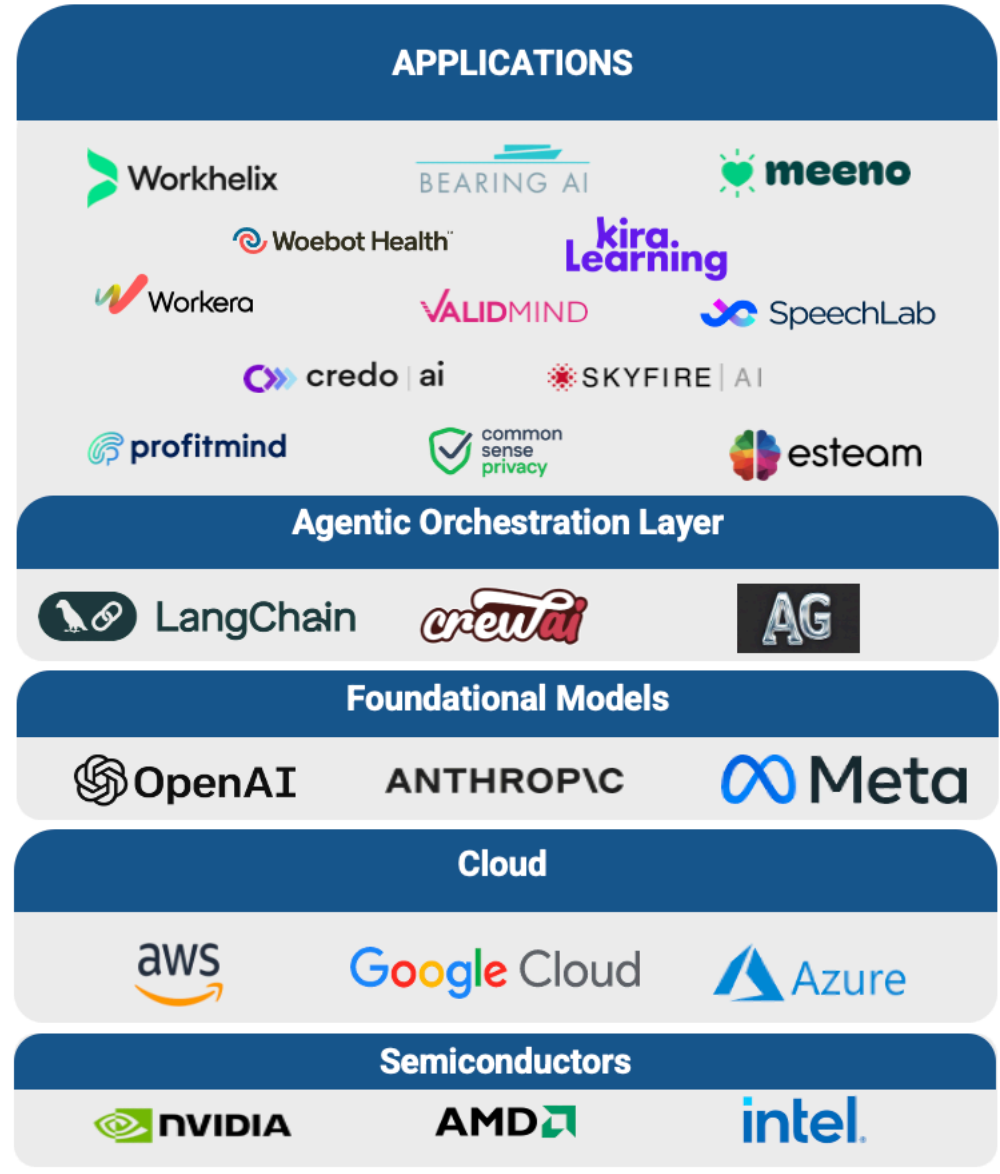 APPLICATIONS
Workhelix
BEARING AI
meeno
Woebot Health™
kira.
Learning
Workera
VALIDMIND
SpeechLab
credo | ai
SKYFIRE | AI
profitmind
common
sense
privacy
esteam
Agentic Orchestration Layer
LangChain
crewai
AG
Foundational Models
OpenAI
ANTHROP\C
Meta
Cloud
aws
Google Cloud
Azure
Semiconductors
NVIDIA
AMD
intel.